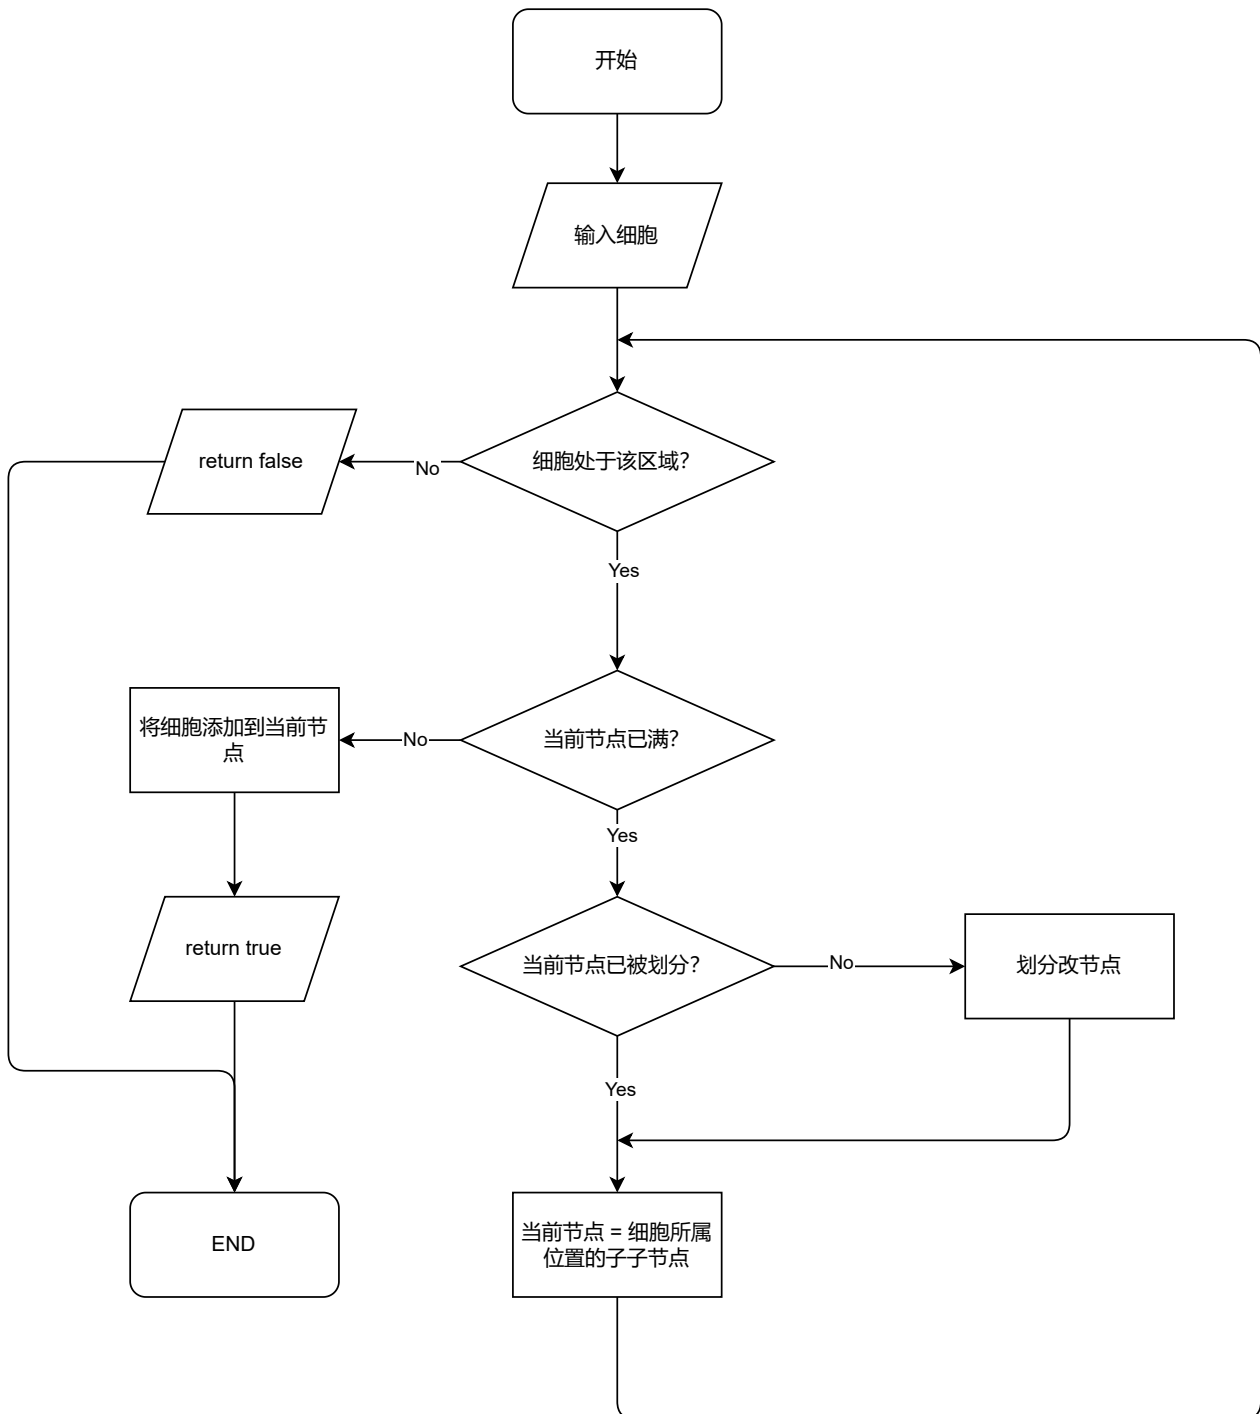 开始
输入细胞
细胞处于该区域?
No
return false
Yes
当前节点已满?
No
将细胞添加到当前节
点
Yes
return true
当前节点已被划分?
No
划分改节点
Yes
当前节点 = 细胞所属
位置的子子节点
END